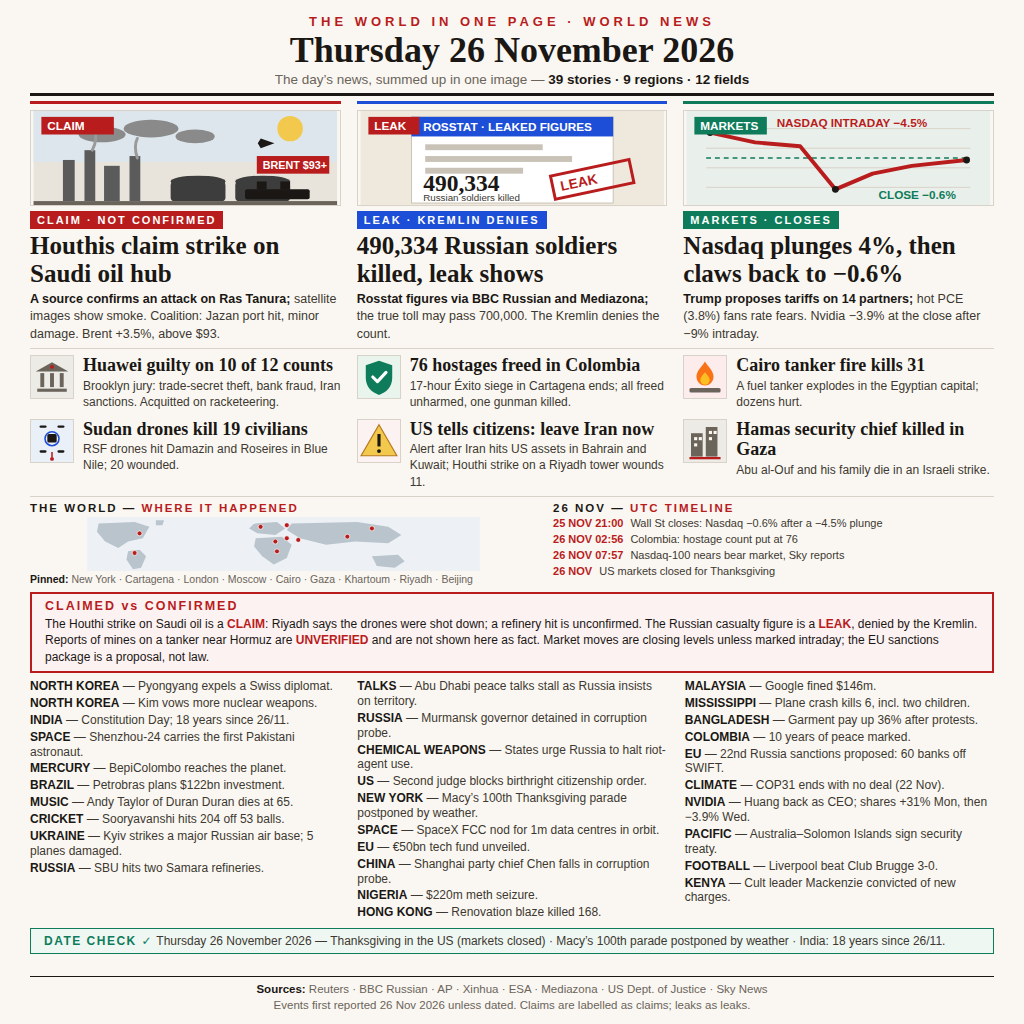 THE WORLD IN ONE PAGE · WORLD NEWS
Thursday 26 November 2026
The day's news, summed up in one image — 39 stories · 9 regions · 12 fields
CLAIM
BRENT $93+
CLAIM · NOT CONFIRMED
Houthis claim strike on
Saudi oil hub
A source confirms an attack on Ras Tanura; satellite
images show smoke. Coalition: Jazan port hit, minor
damage. Brent +3.5%, above $93.
LEAK
ROSSTAT · LEAKED FIGURES
490,334
Russian soldiers killed
LEAK
LEAK · KREMLIN DENIES
490,334 Russian soldiers
killed, leak shows
Rosstat figures via BBC Russian and Mediazona;
the true toll may pass 700,000. The Kremlin denies the
count.
MARKETS
NASDAQ INTRADAY −4.5%
CLOSE −0.6%
MARKETS · CLOSES
Nasdaq plunges 4%, then
claws back to −0.6%
Trump proposes tariffs on 14 partners; hot PCE
(3.8%) fans rate fears. Nvidia −3.9% at the close after
−9% intraday.
Huawei guilty on 10 of 12 counts
Brooklyn jury: trade-secret theft, bank fraud, Iran
sanctions. Acquitted on racketeering.
76 hostages freed in Colombia
17-hour Éxito siege in Cartagena ends; all freed
unharmed, one gunman killed.
Cairo tanker fire kills 31
A fuel tanker explodes in the Egyptian capital;
dozens hurt.
Sudan drones kill 19 civilians
RSF drones hit Damazin and Roseires in Blue
Nile; 20 wounded.
US tells citizens: leave Iran now
Alert after Iran hits US assets in Bahrain and
Kuwait; Houthi strike on a Riyadh tower wounds
11.
Hamas security chief killed in
Gaza
Abu al-Ouf and his family die in an Israeli strike.
THE WORLD — WHERE IT HAPPENED
Pinned: New York · Cartagena · London · Moscow · Cairo · Gaza · Khartoum · Riyadh · Beijing
26 NOV — UTC TIMELINE
25 NOV 21:00 Wall St closes: Nasdaq −0.6% after a −4.5% plunge
26 NOV 02:56 Colombia: hostage count put at 76
26 NOV 07:57 Nasdaq-100 nears bear market, Sky reports
26 NOV US markets closed for Thanksgiving
CLAIMED vs CONFIRMED
The Houthi strike on Saudi oil is a CLAIM: Riyadh says the drones were shot down; a refinery hit is unconfirmed. The Russian casualty figure is a LEAK, denied by the Kremlin.
Reports of mines on a tanker near Hormuz are UNVERIFIED and are not shown here as fact. Market moves are closing levels unless marked intraday; the EU sanctions
package is a proposal, not law.
NORTH KOREA — Pyongyang expels a Swiss diplomat.
NORTH KOREA — Kim vows more nuclear weapons.
INDIA — Constitution Day; 18 years since 26/11.
SPACE — Shenzhou-24 carries the first Pakistani
astronaut.
MERCURY — BepiColombo reaches the planet.
BRAZIL — Petrobras plans $122bn investment.
MUSIC — Andy Taylor of Duran Duran dies at 65.
CRICKET — Sooryavanshi hits 204 off 53 balls.
UKRAINE — Kyiv strikes a major Russian air base; 5
planes damaged.
RUSSIA — SBU hits two Samara refineries.
TALKS — Abu Dhabi peace talks stall as Russia insists
on territory.
RUSSIA — Murmansk governor detained in corruption
probe.
CHEMICAL WEAPONS — States urge Russia to halt riot-
agent use.
US — Second judge blocks birthright citizenship order.
NEW YORK — Macy's 100th Thanksgiving parade
postponed by weather.
SPACE — SpaceX FCC nod for 1m data centres in orbit.
EU — €50bn tech fund unveiled.
CHINA — Shanghai party chief Chen falls in corruption
probe.
NIGERIA — $220m meth seizure.
HONG KONG — Renovation blaze killed 168.
MALAYSIA — Google fined $146m.
MISSISSIPPI — Plane crash kills 6, incl. two children.
BANGLADESH — Garment pay up 36% after protests.
COLOMBIA — 10 years of peace marked.
EU — 22nd Russia sanctions proposed: 60 banks off
SWIFT.
CLIMATE — COP31 ends with no deal (22 Nov).
NVIDIA — Huang back as CEO; shares +31% Mon, then
−3.9% Wed.
PACIFIC — Australia–Solomon Islands sign security
treaty.
FOOTBALL — Liverpool beat Club Brugge 3-0.
KENYA — Cult leader Mackenzie convicted of new
charges.
DATE CHECK ✓ Thursday 26 November 2026 — Thanksgiving in the US (markets closed) · Macy's 100th parade postponed by weather · India: 18 years since 26/11.
Sources: Reuters · BBC Russian · AP · Xinhua · ESA · Mediazona · US Dept. of Justice · Sky News
Events first reported 26 Nov 2026 unless dated. Claims are labelled as claims; leaks as leaks.